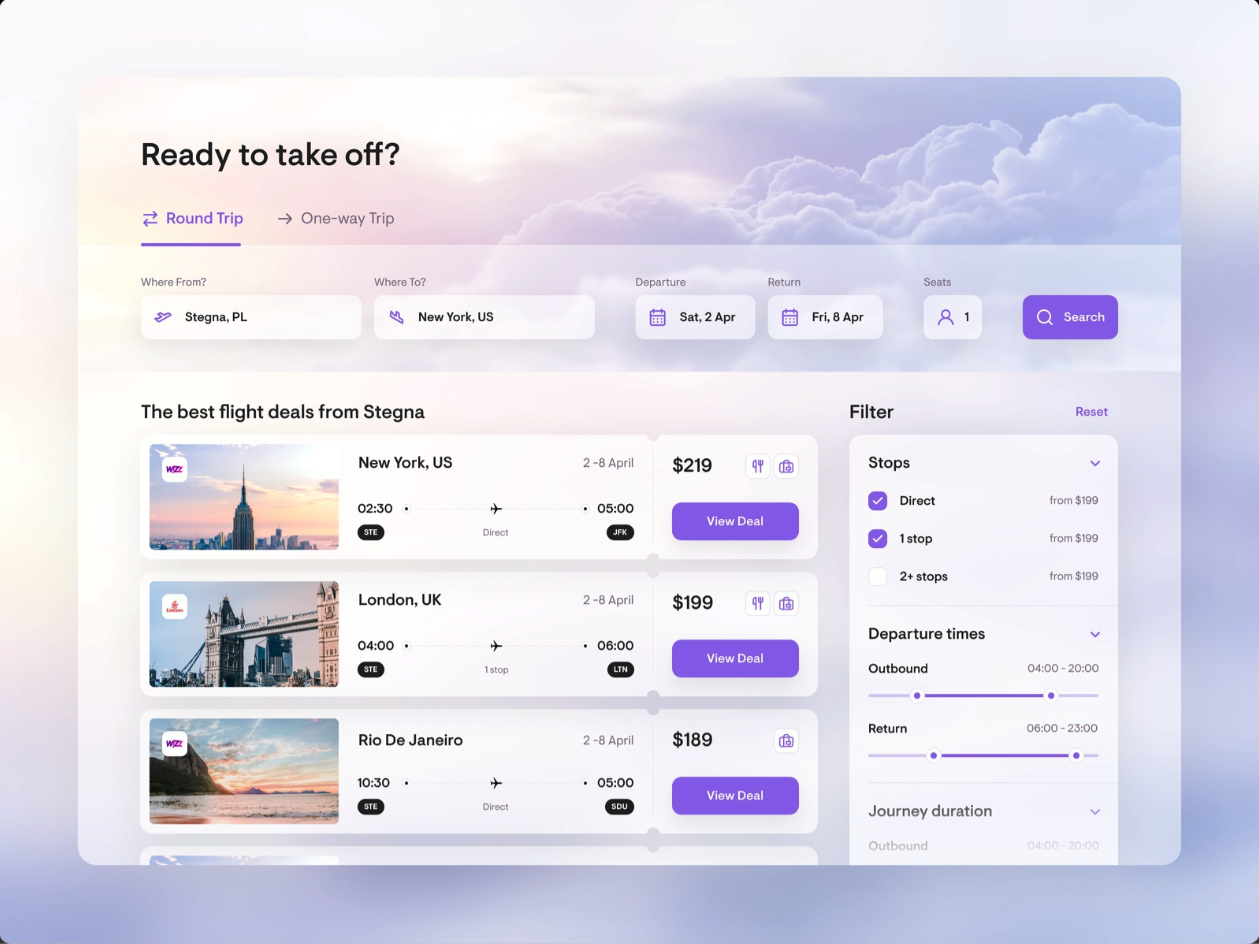 Ready to take off?
Round Trip
One-way Trip
Where From?
Where To?
Departure
Return
Seats
Stegna, PL
New York, US
Sat, 2 Apr
Fri, 8 Apr
1
Search
The best flight deals from Stegna
WIZZ
New York, US
2 -8 April
02:30
05:00
STE
Direct
JFK
$219
View Deal
Emirates
London, UK
2 -8 April
04:00
06:00
STE
1 stop
LTN
$199
View Deal
WIZZ
Rio De Janeiro
2 -8 April
10:30
05:00
STE
Direct
SDU
$189
View Deal
Filter
Reset
Stops
Direct from $199
1 stop from $199
2+ stops from $199
Departure times
Outbound 04:00 - 20:00
Return 06:00 - 23:00
Journey duration
Outbound 04:00 - 20:00